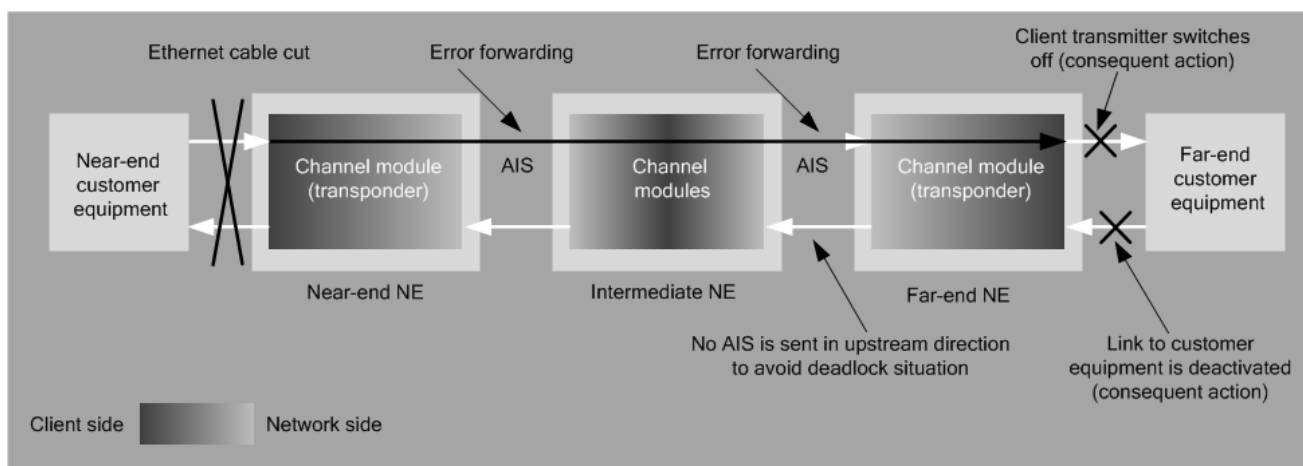 Ethernet cable cut
Error forwarding
Error forwarding
Client transmitter switches
off (consequent action)
Near-end
customer
equipment
Channel module
(transponder)
AIS
Channel
modules
AIS
Channel module
(transponder)
Far-end
customer
equipment
Near-end NE
Intermediate NE
Far-end NE
No AIS is sent in upstream direction
to avoid deadlock situation
Link to customer
equipment is deactivated
(consequent action)
Client side
Network side